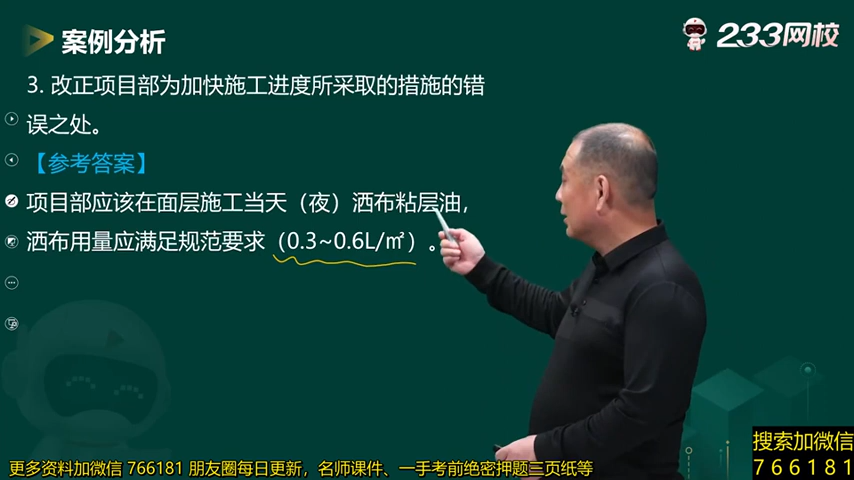 案例分析
233网校
3. 改正项目部为加快施工进度所采取的措施的错
误之处。
【参考答案】
项目部应该在面层施工当天（夜）洒布粘层油，
洒布用量应满足规范要求（0.3~0.6L/㎡）。
搜索加微信
766181
更多资料加微信 766181 朋友圈每日更新，名师课件、一手考前绝密押题三页纸等